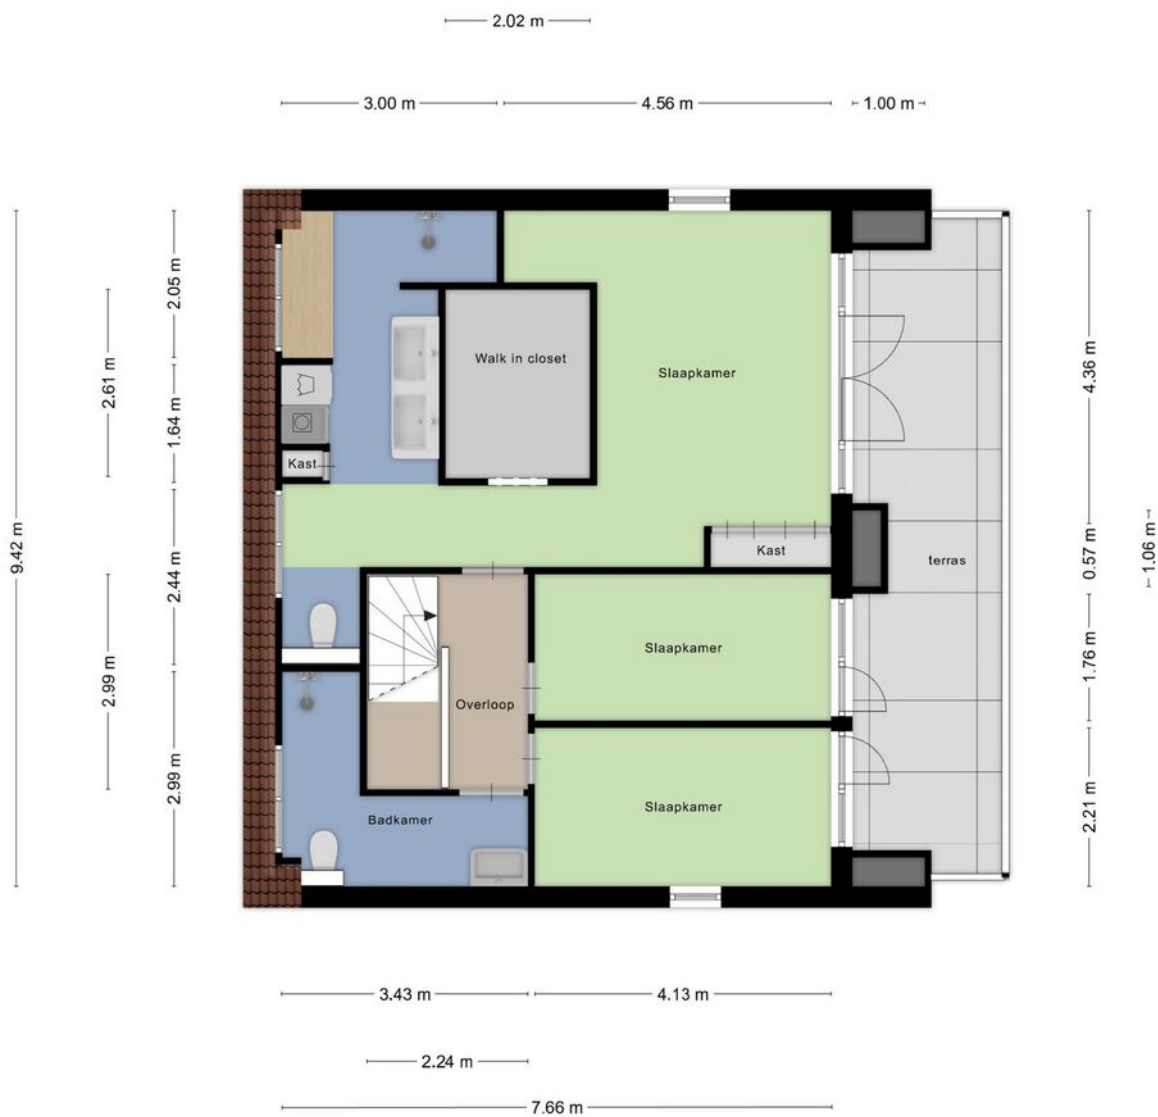 2.02 m
3.00 m
4.56 m
1.00 m
9.42 m
2.61 m
2.99 m
2.05 m
1.64 m
2.44 m
2.99 m
Walk in closet
Slaapkamer
Kast
Kast
terras
Slaapkamer
Overloop
Slaapkamer
Badkamer
4.36 m
0.57 m
1.76 m
2.21 m
1.06 m
3.43 m
4.13 m
2.24 m
7.66 m